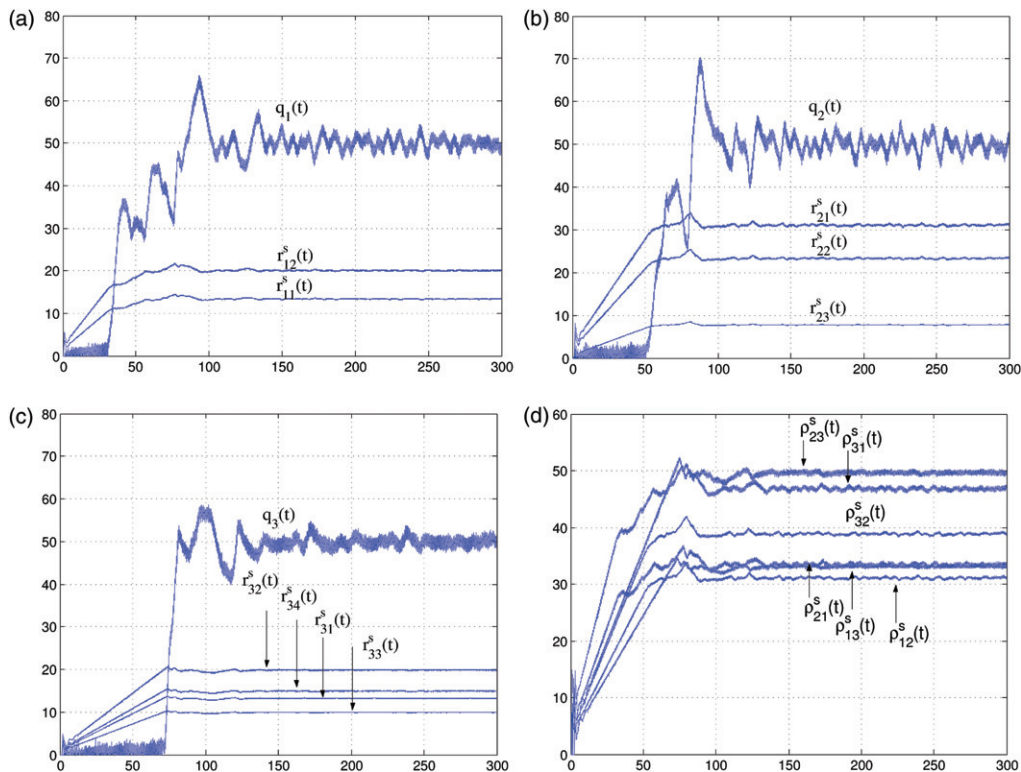 (a)
80
70
60
50
40
30
20
10
0
q₁(t)
rˢ₁₂(t)
rˢ₁₁(t)
0 50 100 150 200 250 300
(b)
80
70
60
50
40
30
20
10
0
q₂(t)
rˢ₂₁(t)
rˢ₂₂(t)
rˢ₂₃(t)
0 50 100 150 200 250 300
(c)
80
70
60
50
40
30
20
10
0
q₃(t)
rˢ₃₂(t)
rˢ₃₄(t)
rˢ₃₁(t)
rˢ₃₃(t)
0 50 100 150 200 250 300
(d)
60
50
40
30
20
10
0
ρˢ₂₃(t)
ρˢ₃₁(t)
ρˢ₃₂(t)
ρˢ₂₁(t)
ρˢ₁₃(t)
ρˢ₁₂(t)
0 50 100 150 200 250 300